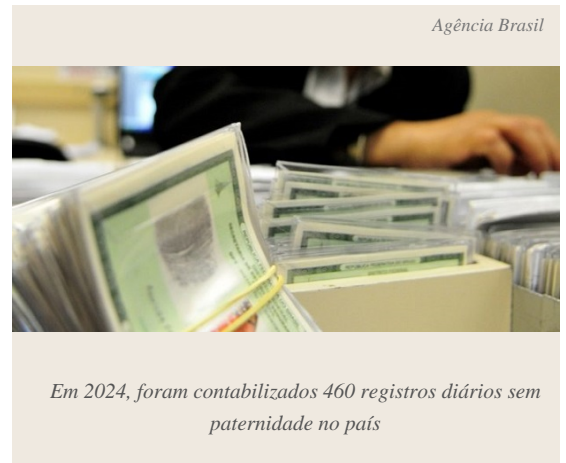 Agência Brasil
Em 2024, foram contabilizados 460 registros diários sem
paternidade no país